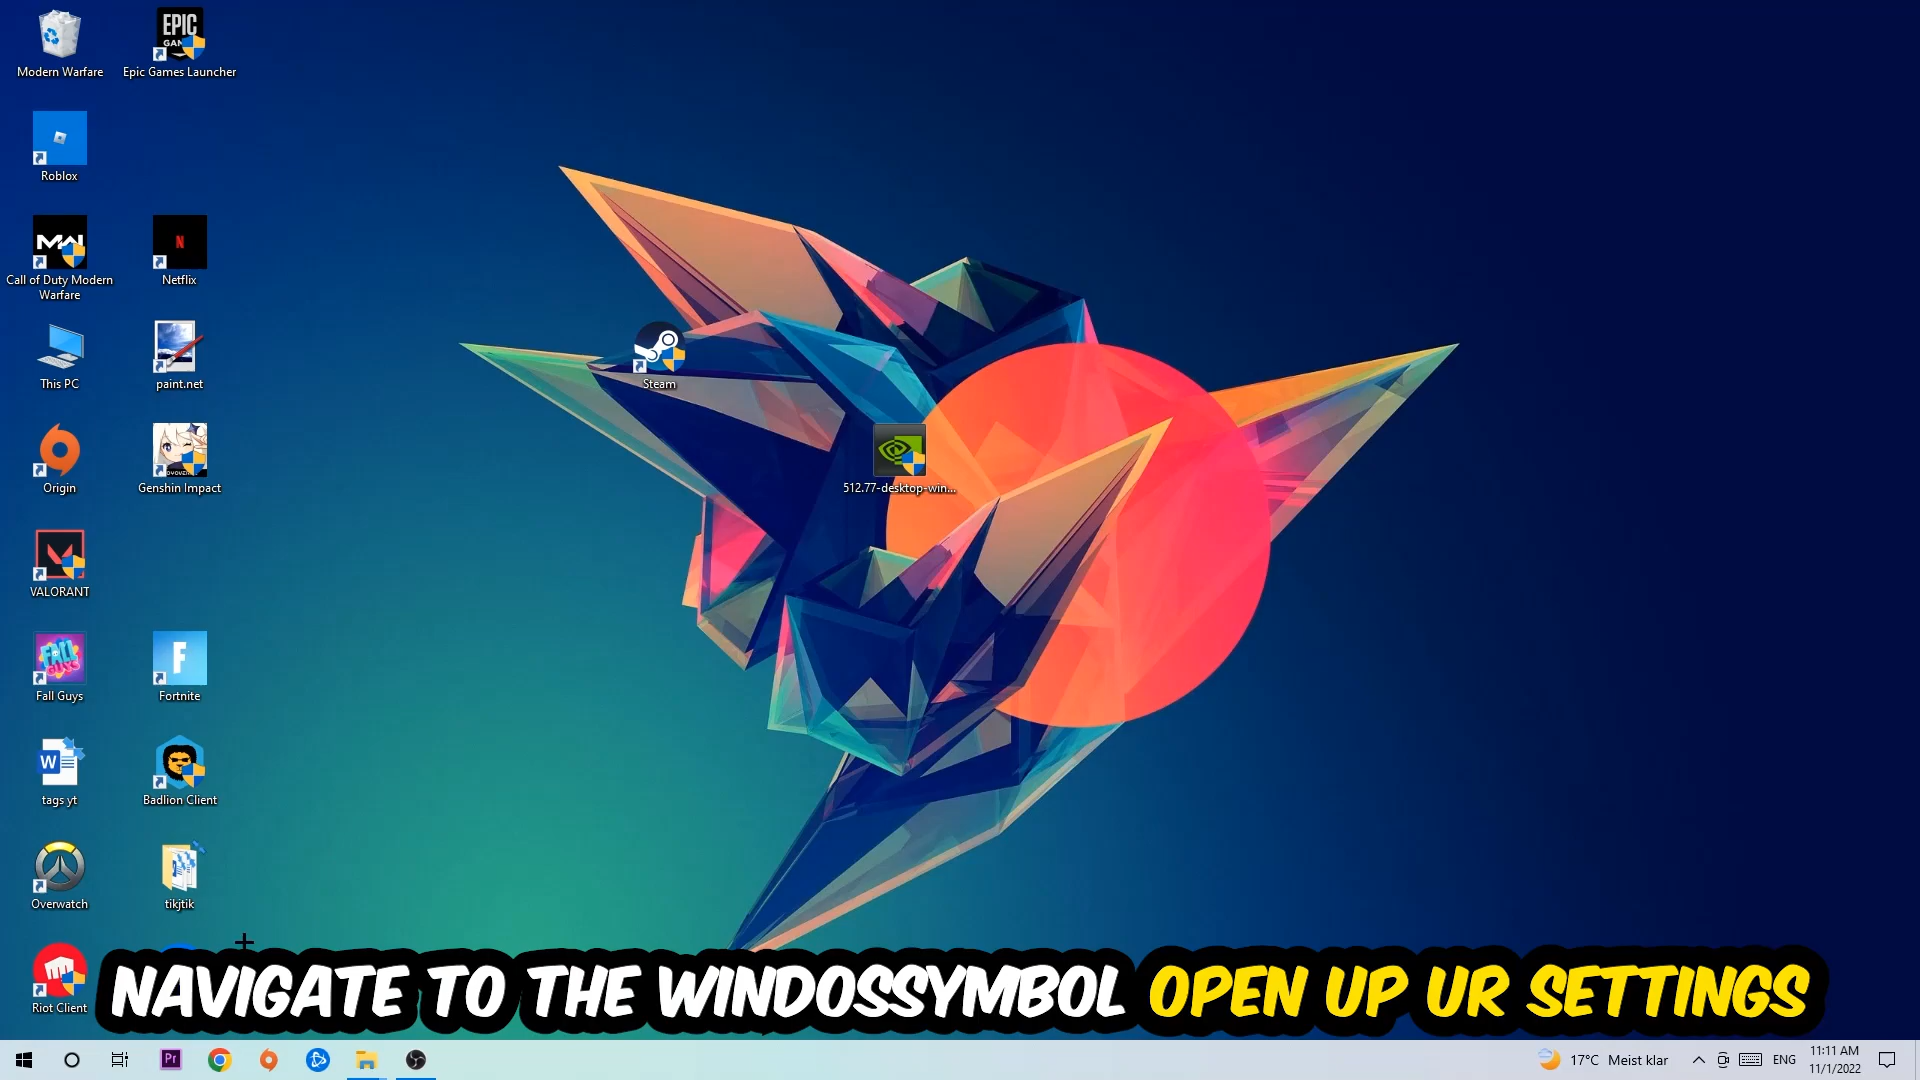 Modern Warfare
Epic Games Launcher
EPIC
Roblox
Call of Duty Modern
Warfare
N
Netflix
This PC
paint.net
Steam
Origin
Genshin Impact
512.77-desktop-win...
VALORANT
Fall Guys
F
Fortnite
W
tags yt
Badlion Client
Overwatch
tikjtik
Riot Client
NAVIGATE TO THE WINDOSSYMBOL OPEN UP UR SETTINGS
Pr
17°C Meist klar
ENG
11:11 AM
11/1/2022